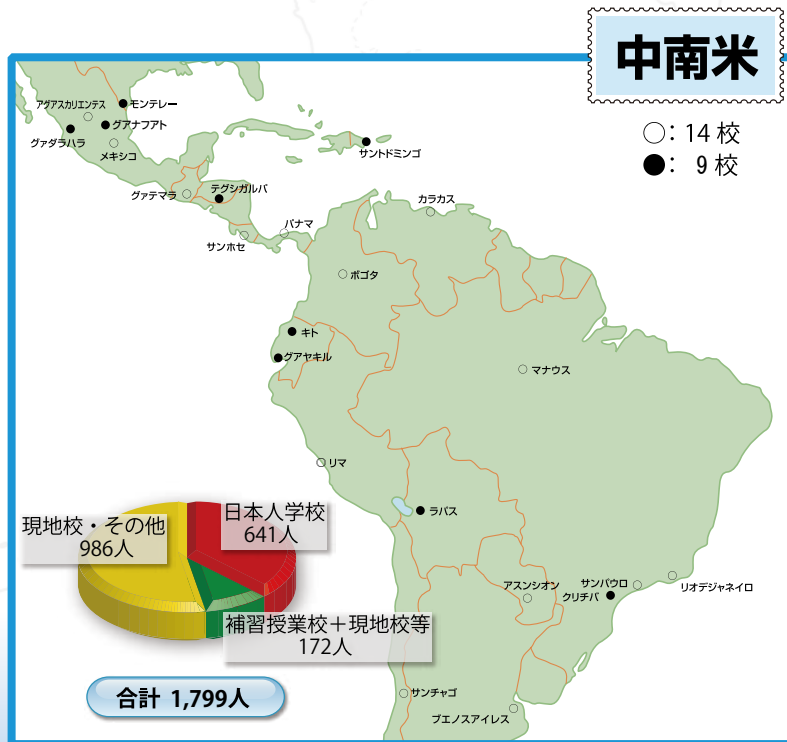 中南米
○：14校
●： 9校
アグアスカリエンテス
モンテレー
グアナフアト
グァダラハラ
メキシコ
サントドミンゴ
グァテマラ
テグシガルパ
カラカス
パナマ
サンホセ
ボゴタ
キト
グアヤキル
マナウス
リマ
ラパス
現地校・その他
986人
日本人学校
641人
補習授業校＋現地校等
172人
アスンシオン
サンパウロ
クリチバ
リオデジャネイロ
合計 1,799人
サンチャゴ
ブエノスアイレス